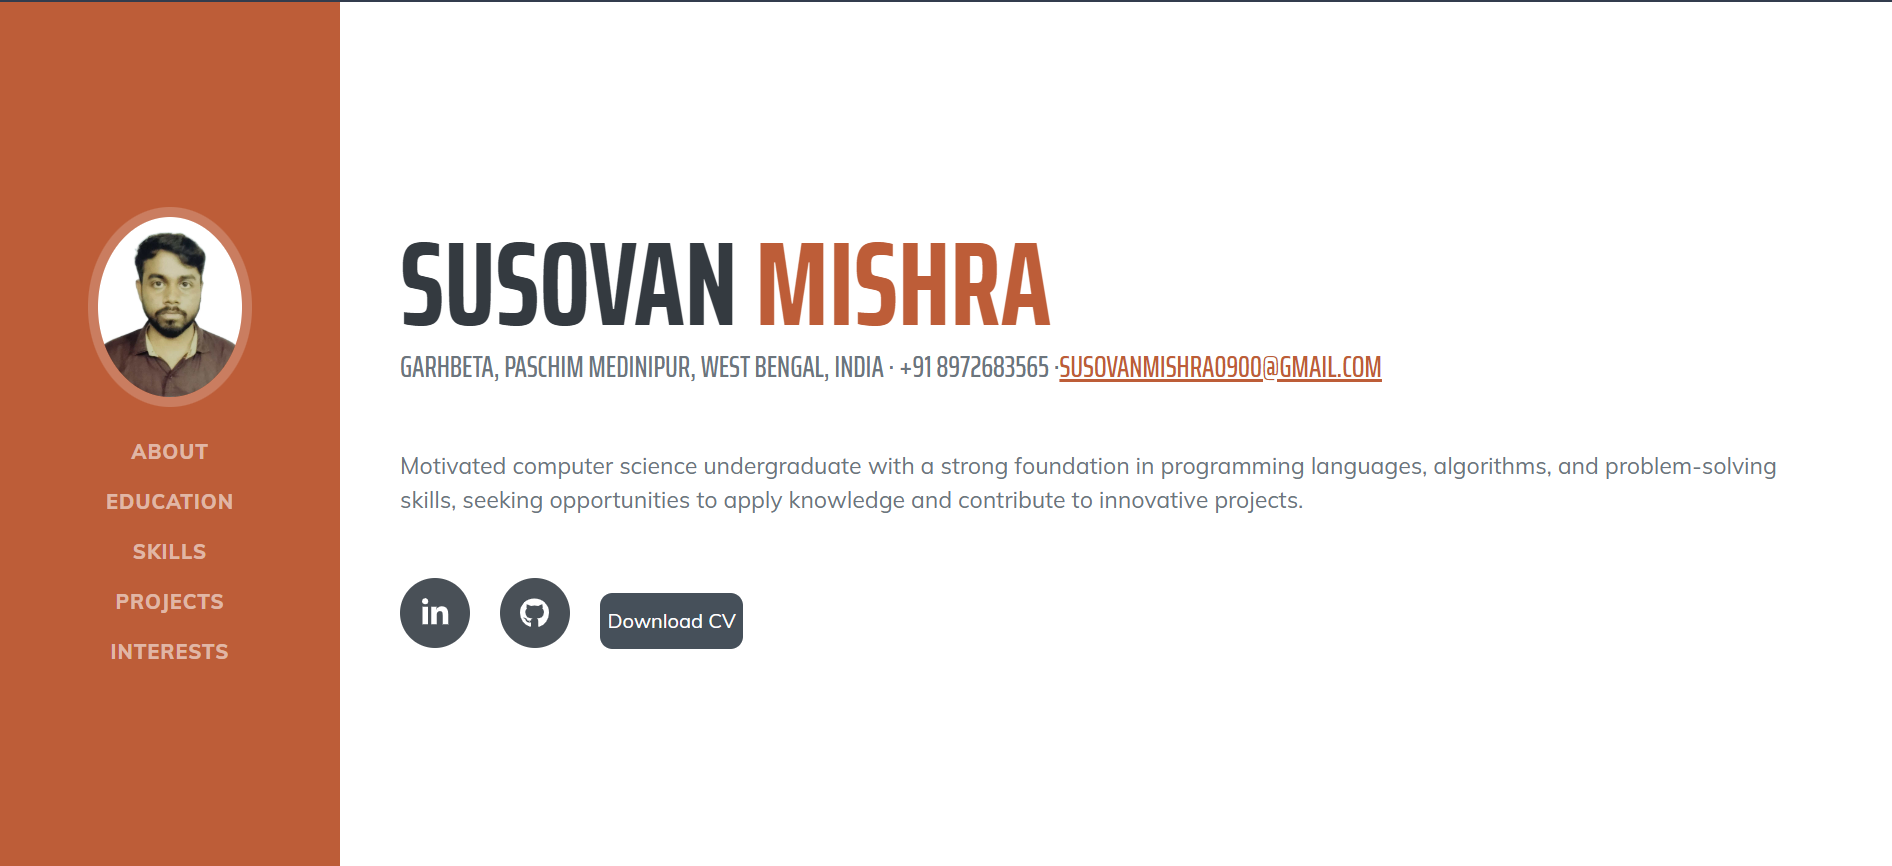 ABOUT
EDUCATION
SKILLS
PROJECTS
INTERESTS
SUSOVAN MISHRA
GARHBETA, PASCHIM MEDINIPUR, WEST BENGAL, INDIA · +91 8972683565 ·SUSOVANMISHRA0900@GMAIL.COM
Motivated computer science undergraduate with a strong foundation in programming languages, algorithms, and problem-solving
skills, seeking opportunities to apply knowledge and contribute to innovative projects.
in
Download CV